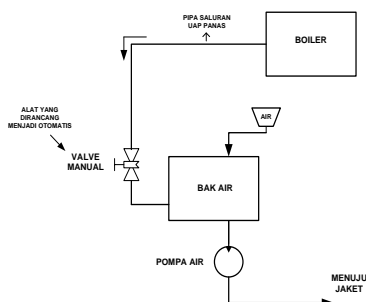 PIPA SALURAN
UAP PANAS
BOILER
ALAT YANG
DIRANCANG
MENJADI OTOMATIS
AIR
VALVE
MANUAL
BAK AIR
POMPA AIR
MENUJU
JAKET